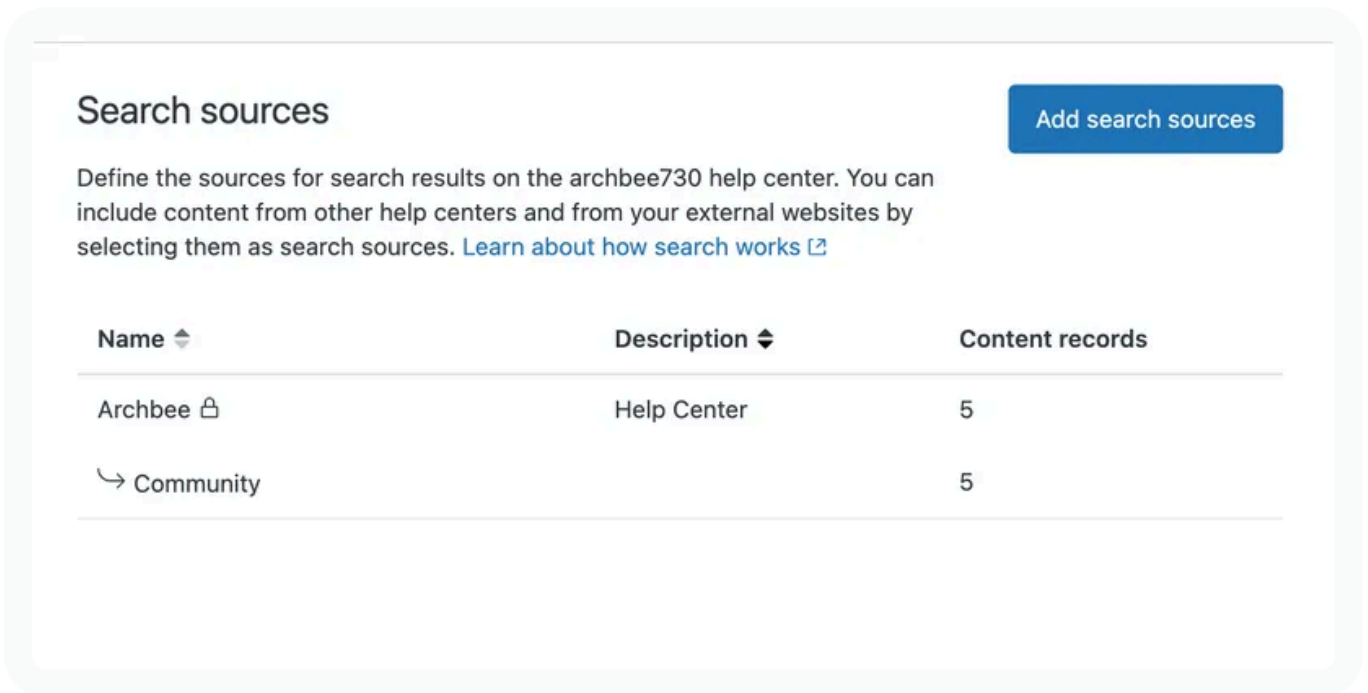 Search sources
Add search sources
Define the sources for search results on the archbee730 help center. You can
include content from other help centers and from your external websites by
selecting them as search sources. Learn about how search works
Name Description Content records
Archbee Help Center 5
Community 5